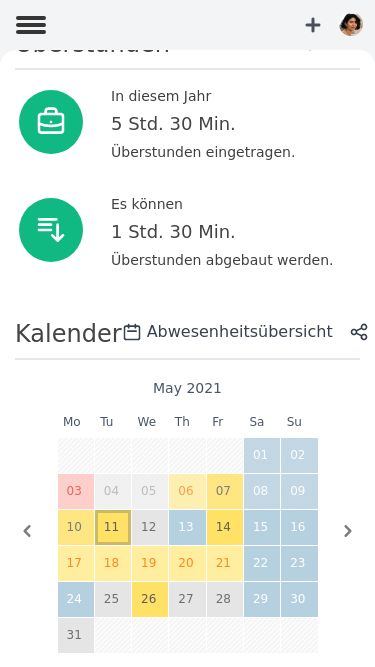 Überstunden
In diesem Jahr
5 Std. 30 Min.
Überstunden eingetragen.
Es können
1 Std. 30 Min.
Überstunden abgebaut werden.
Kalender Abwesenheitsübersicht
May 2021
Mo Tu We Th Fr Sa Su
01 02
03 04 05 06 07 08 09
10 11 12 13 14 15 16
17 18 19 20 21 22 23
24 25 26 27 28 29 30
31